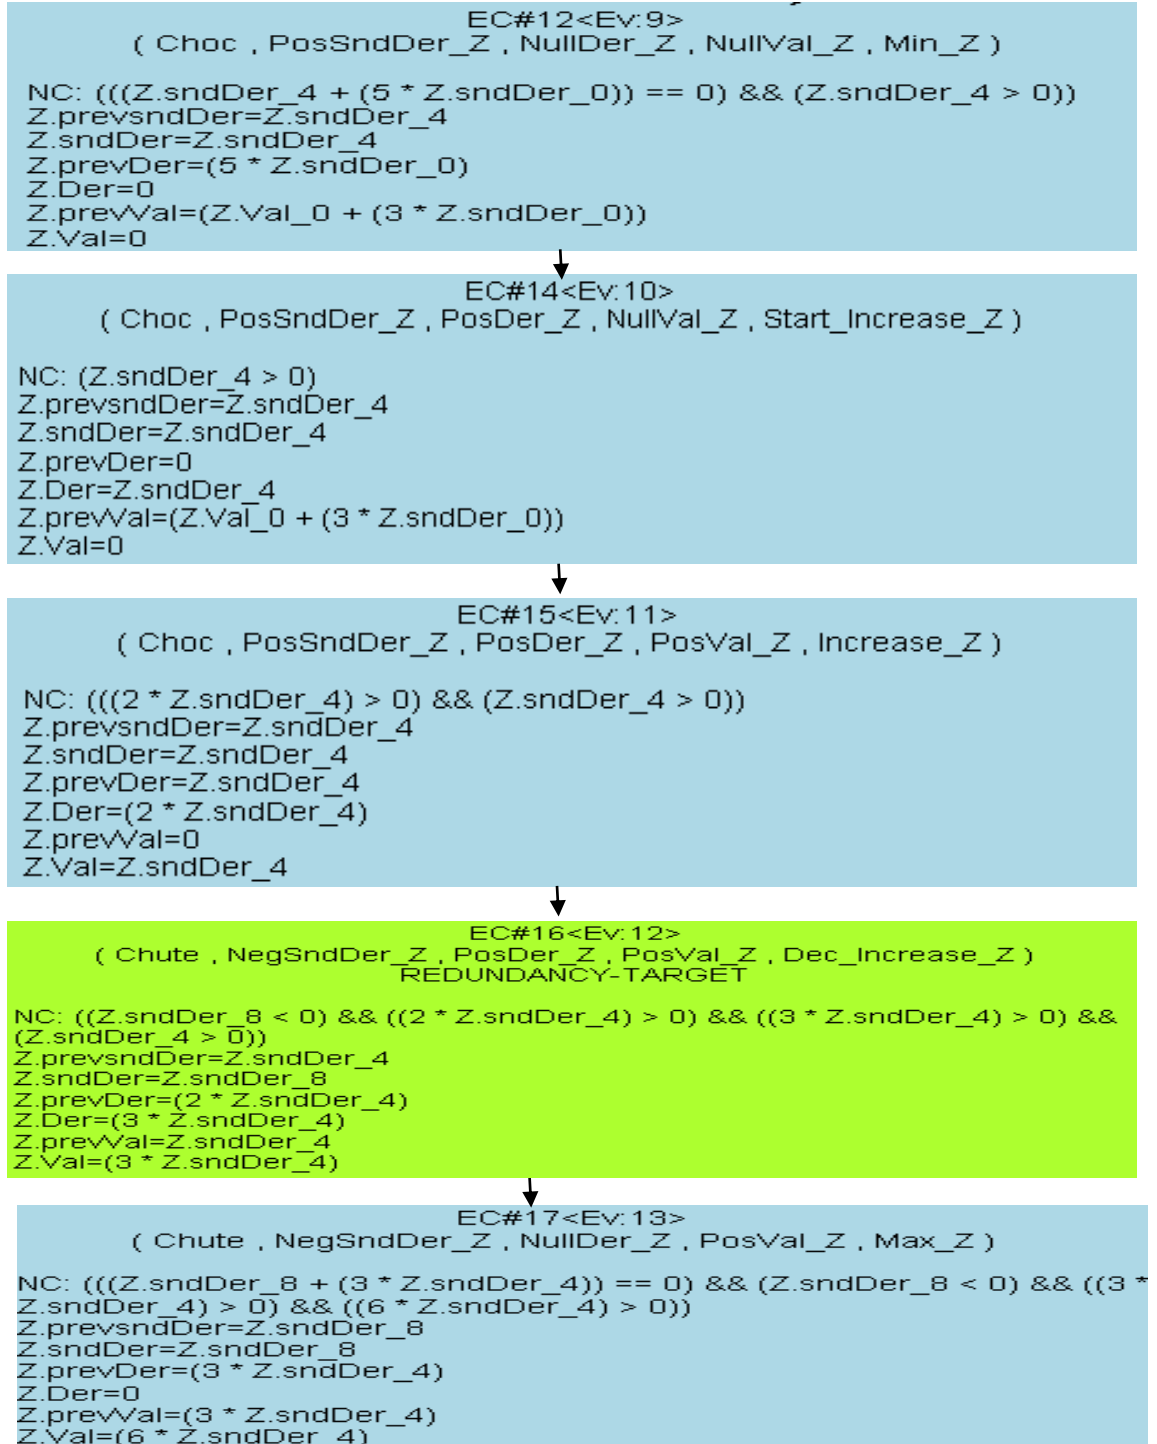 EC#12<Ev:9>
( Choc , PosSndDer_Z , NullDer_Z , NullVal_Z , Min_Z )
NC: (((Z.sndDer_4 + (5 * Z.sndDer_0)) == 0) && (Z.sndDer_4 > 0))
Z.prevsndDer=Z.sndDer_4
Z.sndDer=Z.sndDer_4
Z.prevDer=(5 * Z.sndDer_0)
Z.Der=0
Z.prevVal=(Z.Val_0 + (3 * Z.sndDer_0))
Z.Val=0
EC#14<Ev:10>
( Choc , PosSndDer_Z , PosDer_Z , NullVal_Z , Start_Increase_Z )
NC: (Z.sndDer_4 > 0)
Z.prevsndDer=Z.sndDer_4
Z.sndDer=Z.sndDer_4
Z.prevDer=0
Z.Der=Z.sndDer_4
Z.prevVal=(Z.Val_0 + (3 * Z.sndDer_0))
Z.Val=0
EC#15<Ev:11>
( Choc , PosSndDer_Z , PosDer_Z , PosVal_Z , Increase_Z )
NC: (((2 * Z.sndDer_4) > 0) && (Z.sndDer_4 > 0))
Z.prevsndDer=Z.sndDer_4
Z.sndDer=Z.sndDer_4
Z.prevDer=Z.sndDer_4
Z.Der=(2 * Z.sndDer_4)
Z.prevVal=0
Z.Val=Z.sndDer_4
EC#16<Ev:12>
( Chute , NegSndDer_Z , PosDer_Z , PosVal_Z , Dec_Increase_Z )
REDUNDANCY-TARGET
NC: ((Z.sndDer_8 < 0) && ((2 * Z.sndDer_4) > 0) && ((3 * Z.sndDer_4) > 0) &&
(Z.sndDer_4 > 0))
Z.prevsndDer=Z.sndDer_4
Z.sndDer=Z.sndDer_8
Z.prevDer=(2 * Z.sndDer_4)
Z.Der=(3 * Z.sndDer_4)
Z.prevVal=Z.sndDer_4
Z.Val=(3 * Z.sndDer_4)
EC#17<Ev:13>
( Chute , NegSndDer_Z , NullDer_Z , PosVal_Z , Max_Z )
NC: (((Z.sndDer_8 + (3 * Z.sndDer_4)) == 0) && (Z.sndDer_8 < 0) && ((3 *
Z.sndDer_4) > 0) && ((6 * Z.sndDer_4) > 0))
Z.prevsndDer=Z.sndDer_8
Z.sndDer=Z.sndDer_8
Z.prevDer=(3 * Z.sndDer_4)
Z.Der=0
Z.prevVal=(3 * Z.sndDer_4)
Z.Val=(6 * Z.sndDer_4)